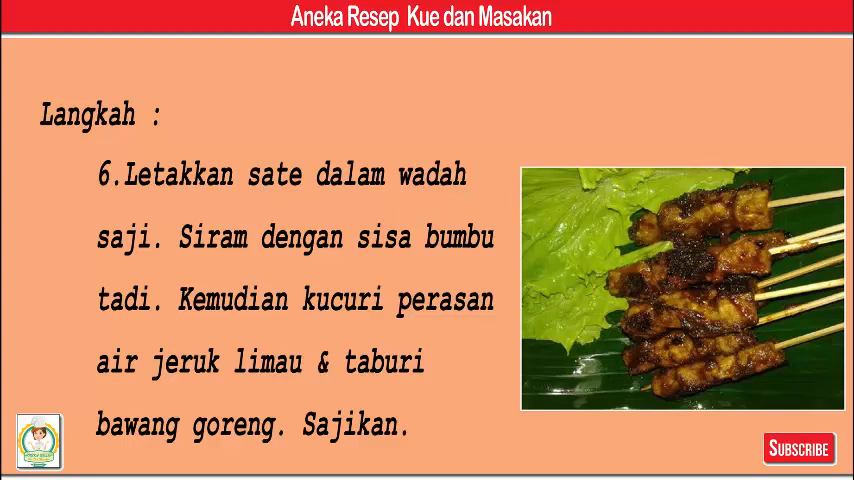 Aneka Resep Kue dan Masakan
Langkah :
6.Letakkan sate dalam wadah
saji. Siram dengan sisa bumbu
tadi. Kemudian kucuri perasan
air jeruk limau & taburi
bawang goreng. Sajikan.
SUBSCRIBE